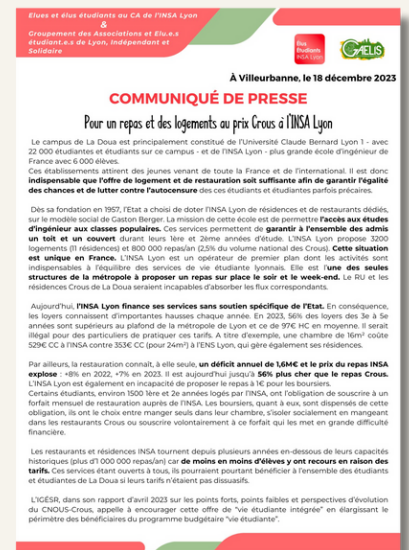 Elues et élus étudiants au CA de l'INSA Lyon
&
Groupement des Associations et Elu.e.s
étudiant.e.s de Lyon, Indépendant et
Solidaire
Elus
Etudiants
INSA Lyon
GAELIS
À Villeurbanne, le 18 décembre 2023
COMMUNIQUÉ DE PRESSE
Pour un repas et des logements au prix Crous à l'INSA Lyon
Le campus de La Doua est principalement constitué de l'Université Claude Bernard Lyon 1 - avec
22 000 étudiantes et étudiants sur ce campus - et de l'INSA Lyon - plus grande école d'ingénieur de
France avec 6 000 élèves.
Ces établissements attirent des jeunes venant de toute la France et de l'international. Il est donc
indispensable que l'offre de logement et de restauration soit suffisante afin de garantir l'égalité
des chances et de lutter contre l'autocensure des ces étudiants et étudiantes parfois précaires.
Dès sa fondation en 1957, l'Etat a choisi de doter l'INSA Lyon de résidences et de restaurants dédiés,
sur le modèle social de Gaston Berger. La mission de cette école est de permettre l'accès aux études
d'ingénieur aux classes populaires. Ces services permettent de garantir à l'ensemble des admis
un toit et un couvert durant leurs 1ère et 2ème années d'étude. L'INSA Lyon propose 3200
logements (11 résidences) et 800 000 repas/an (2,5% du volume national des Crous). Cette situation
est unique en France. L'INSA Lyon est un opérateur de premier plan dont les activités sont
indispensables à l'équilibre des services de vie étudiante lyonnais. Elle est l'une des seules
structures de la métropole à proposer un repas sur place le soir et le week-end. Le RU et les
résidences Crous de La Doua seraient incapables d'absorber les flux correspondants.
Aujourd'hui, l'INSA Lyon finance ses services sans soutien spécifique de l'Etat. En conséquence,
les loyers connaissent d'importantes hausses chaque année. En 2023, 56% des loyers des 3e à 5e
années sont supérieurs au plafond de la métropole de Lyon et ce de 97€ HC en moyenne. Il serait
illégal pour des particuliers de pratiquer ces tarifs. A titre d'exemple, une chambre de 16m² coûte
529€ CC à l'INSA contre 353€ CC (pour 24m²) à l'ENS Lyon, qui gère également ses résidences.
Par ailleurs, la restauration connaît, à elle seule, un déficit annuel de 1,6M€ et le prix du repas INSA
explose : +8% en 2022, +7% en 2023. Il est aujourd'hui jusqu'à 56% plus cher que le repas Crous.
L'INSA Lyon est également en incapacité de proposer le repas à 1€ pour les boursiers.
Certains étudiants, environ 1500 1ère et 2e années logés par l'INSA, ont l'obligation de souscrire à un
forfait mensuel de restauration auprès de l'INSA. Les boursiers, quant à eux, sont dispensés de cette
obligation, ils ont le choix entre manger seuls dans leur chambre, s'isoler socialement en mangeant
dans les restaurants Crous ou souscrire volontairement à ce forfait qui les met en grande difficulté
financière.
Les restaurants et résidences INSA tournent depuis plusieurs années en-dessous de leurs capacités
historiques (plus d'1 000 000 repas/an) car de moins en moins d'élèves y ont recours en raison des
tarifs. Ces services étant ouverts à tous, ils pourraient pourtant bénéficier à l'ensemble des étudiants
et étudiantes de La Doua si leurs tarifs n'étaient pas dissuasifs.
L'IGÉSR, dans son rapport d'avril 2023 sur les points forts, points faibles et perspectives d'évolution
du CNOUS-Crous, appelle à encourager cette offre de "vie étudiante intégrée" en élargissant le
périmètre des bénéficiaires du programme budgétaire "vie étudiante".